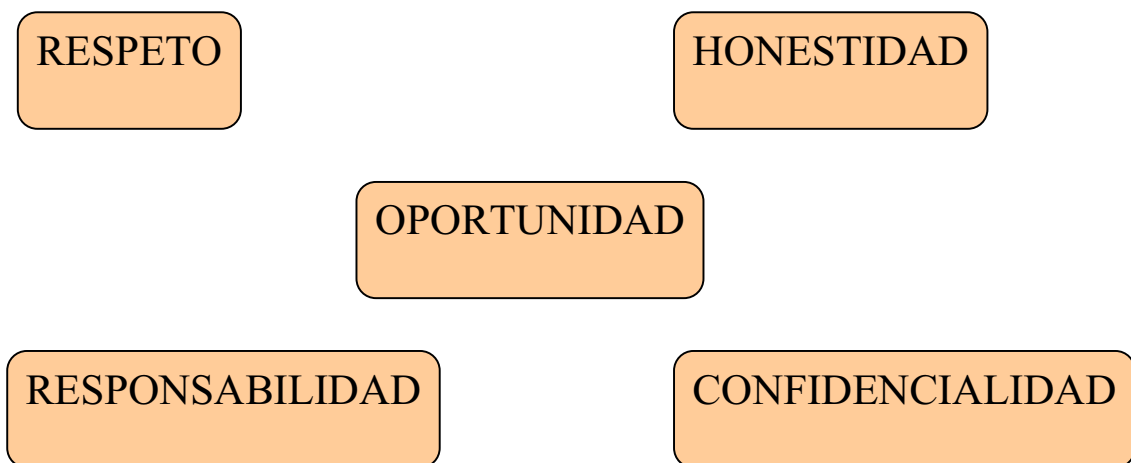 RESPETO
HONESTIDAD
OPORTUNIDAD
RESPONSABILIDAD
CONFIDENCIALIDAD